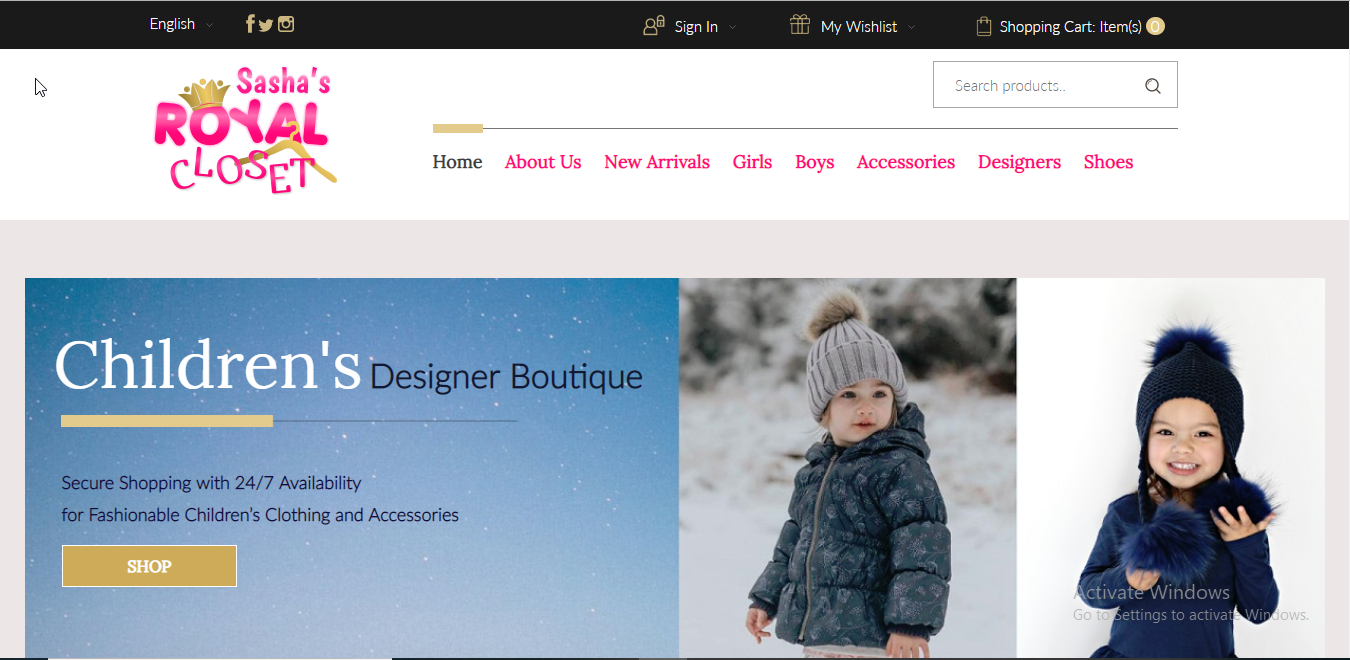 English
Sign In
My Wishlist
Shopping Cart: Item(s) 0
Sasha's
ROYAL
CLOSET
Search products..
Home About Us New Arrivals Girls Boys Accessories Designers Shoes
Children's Designer Boutique
Secure Shopping with 24/7 Availability
for Fashionable Children’s Clothing and Accessories
SHOP
Activate Windows
Go to Settings to activate Windows.